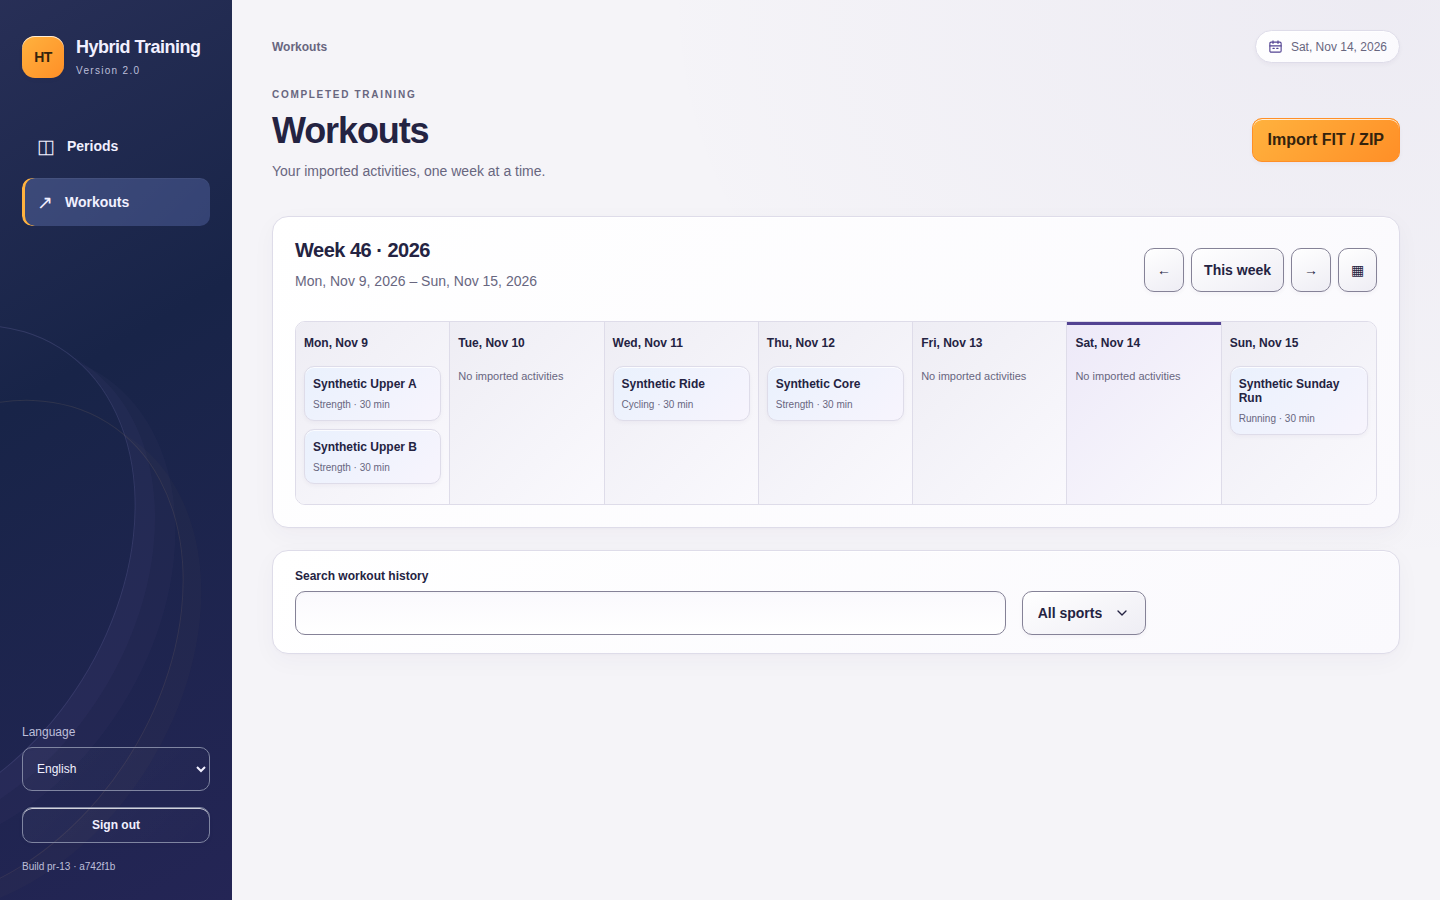 HT
Hybrid Training
Version 2.0
Periods
Workouts
Language
English
Sign out
Build pr-13 · a742f1b
Workouts
Sat, Nov 14, 2026
COMPLETED TRAINING
Workouts
Your imported activities, one week at a time.
Import FIT / ZIP
Week 46 · 2026
Mon, Nov 9, 2026 – Sun, Nov 15, 2026
←
This week
→
Mon, Nov 9
Synthetic Upper A
Strength · 30 min
Synthetic Upper B
Strength · 30 min
Tue, Nov 10
No imported activities
Wed, Nov 11
Synthetic Ride
Cycling · 30 min
Thu, Nov 12
Synthetic Core
Strength · 30 min
Fri, Nov 13
No imported activities
Sat, Nov 14
No imported activities
Sun, Nov 15
Synthetic Sunday
Run
Running · 30 min
Search workout history
All sports